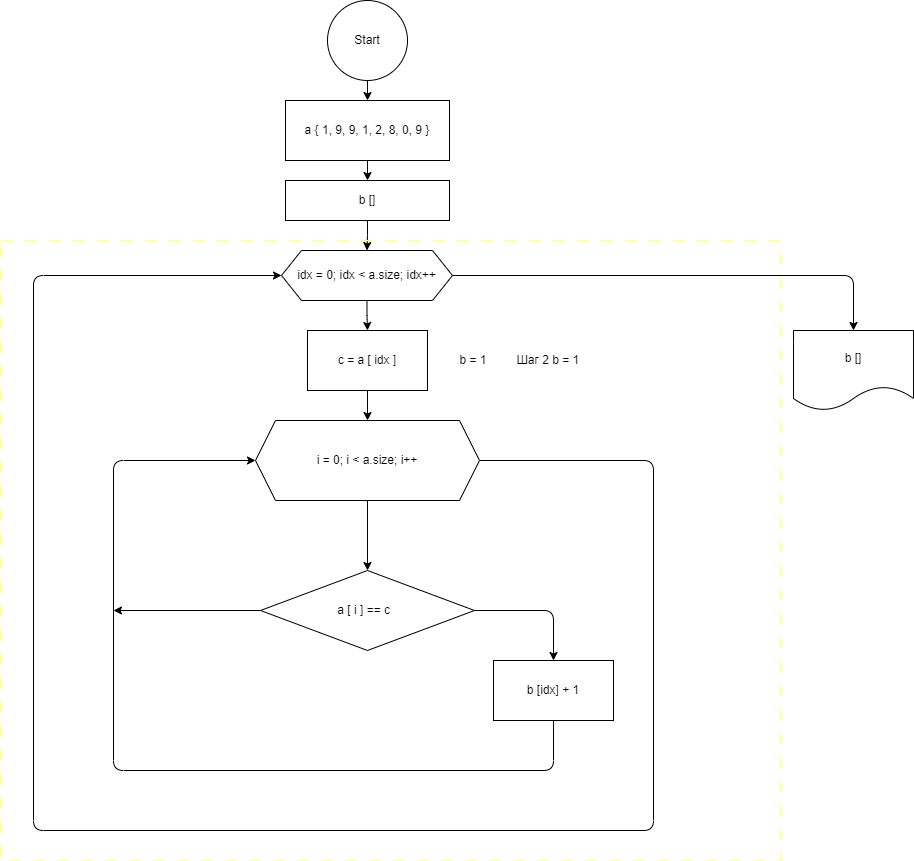 Start
a { 1, 9, 9, 1, 2, 8, 0, 9 }
b []
idx = 0; idx < a.size; idx++
c = a [ idx ]
b = 1
Шаг 2 b = 1
b []
i = 0; i < a.size; i++
a [ i ] == c
b [idx] + 1